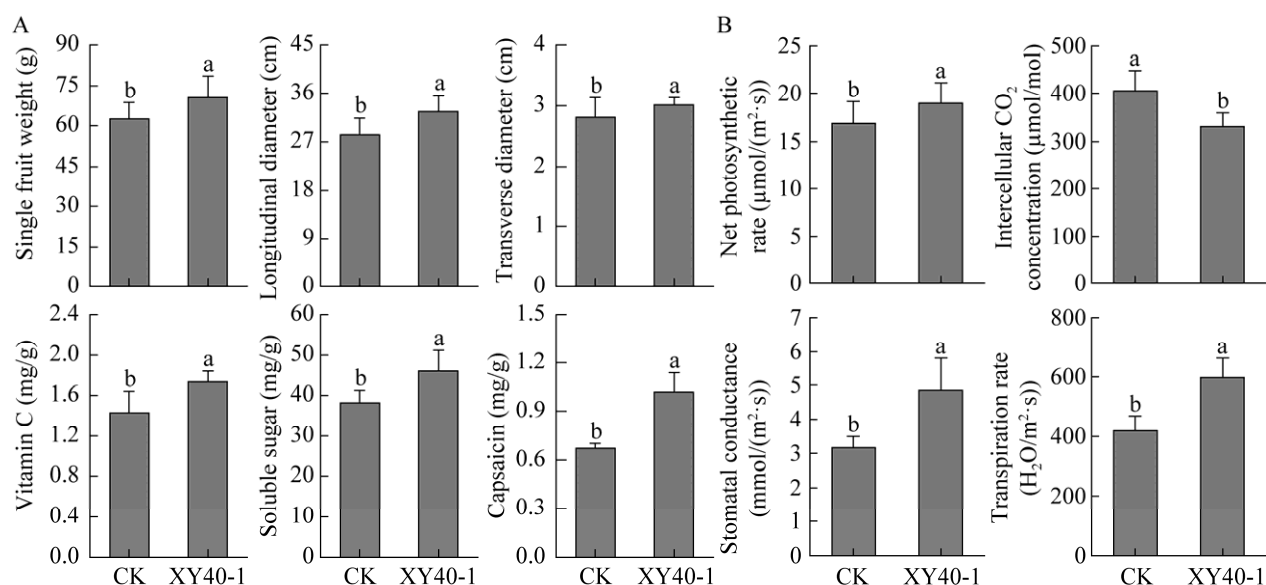 A
Single fruit weight (g)
90
75
60
45
30
15
0
b
a
Longitudinal diameter (cm)
45
36
27
18
9
0
b
a
Transverse diameter (cm)
4
3
2
1
0
b
a
B
Net photosynthetic
rate (μmol/(m²·s))
25
20
15
10
5
0
b
a
Intercellular CO₂
concentration (μmol/mol)
500
400
300
200
100
0
a
b
Vitamin C (mg/g)
2.4
2.0
1.6
1.2
0.8
0.4
0.0
b
a
CK
XY40-1
Soluble sugar (mg/g)
60
50
40
30
20
10
0
b
a
CK
XY40-1
Capsaicin (mg/g)
1.5
1.2
0.9
0.6
0.3
0.0
b
a
CK
XY40-1
Stomatal conductance
(mmol/(m²·s))
7
6
5
4
3
2
1
0
b
a
CK
XY40-1
Transpiration rate
(H₂O/m²·s))
800
600
400
200
0
b
a
CK
XY40-1